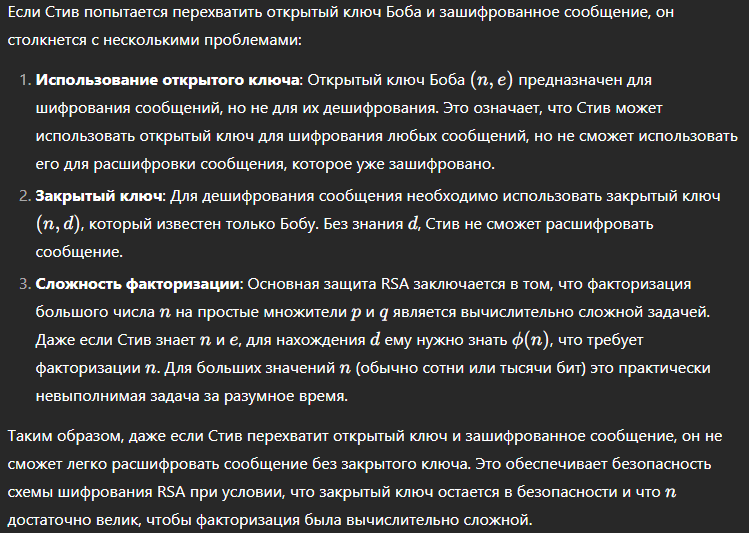 Если Стив попытается перехватить открытый ключ Боба и зашифрованное сообщение, он
столкнется с несколькими проблемами:
1. Использование открытого ключа: Открытый ключ Боба (n, e) предназначен для
шифрования сообщений, но не для их дешифрования. Это означает, что Стив может
использовать открытый ключ для шифрования любых сообщений, но не сможет использовать
его для расшифровки сообщения, которое уже зашифровано.
2. Закрытый ключ: Для дешифрования сообщения необходимо использовать закрытый ключ
(n, d), который известен только Бобу. Без знания d, Стив не сможет расшифровать
сообщение.
3. Сложность факторизации: Основная защита RSA заключается в том, что факторизация
большого числа n на простые множители p и q является вычислительно сложной задачей.
Даже если Стив знает n и e, для нахождения d ему нужно знать ϕ(n), что требует
факторизации n. Для больших значений n (обычно сотни или тысячи бит) это практически
невыполнимая задача за разумное время.
Таким образом, даже если Стив перехватит открытый ключ и зашифрованное сообщение, он не
сможет легко расшифровать сообщение без закрытого ключа. Это обеспечивает безопасность
схемы шифрования RSA при условии, что закрытый ключ остается в безопасности и что n
достаточно велик, чтобы факторизация была вычислительно сложной.